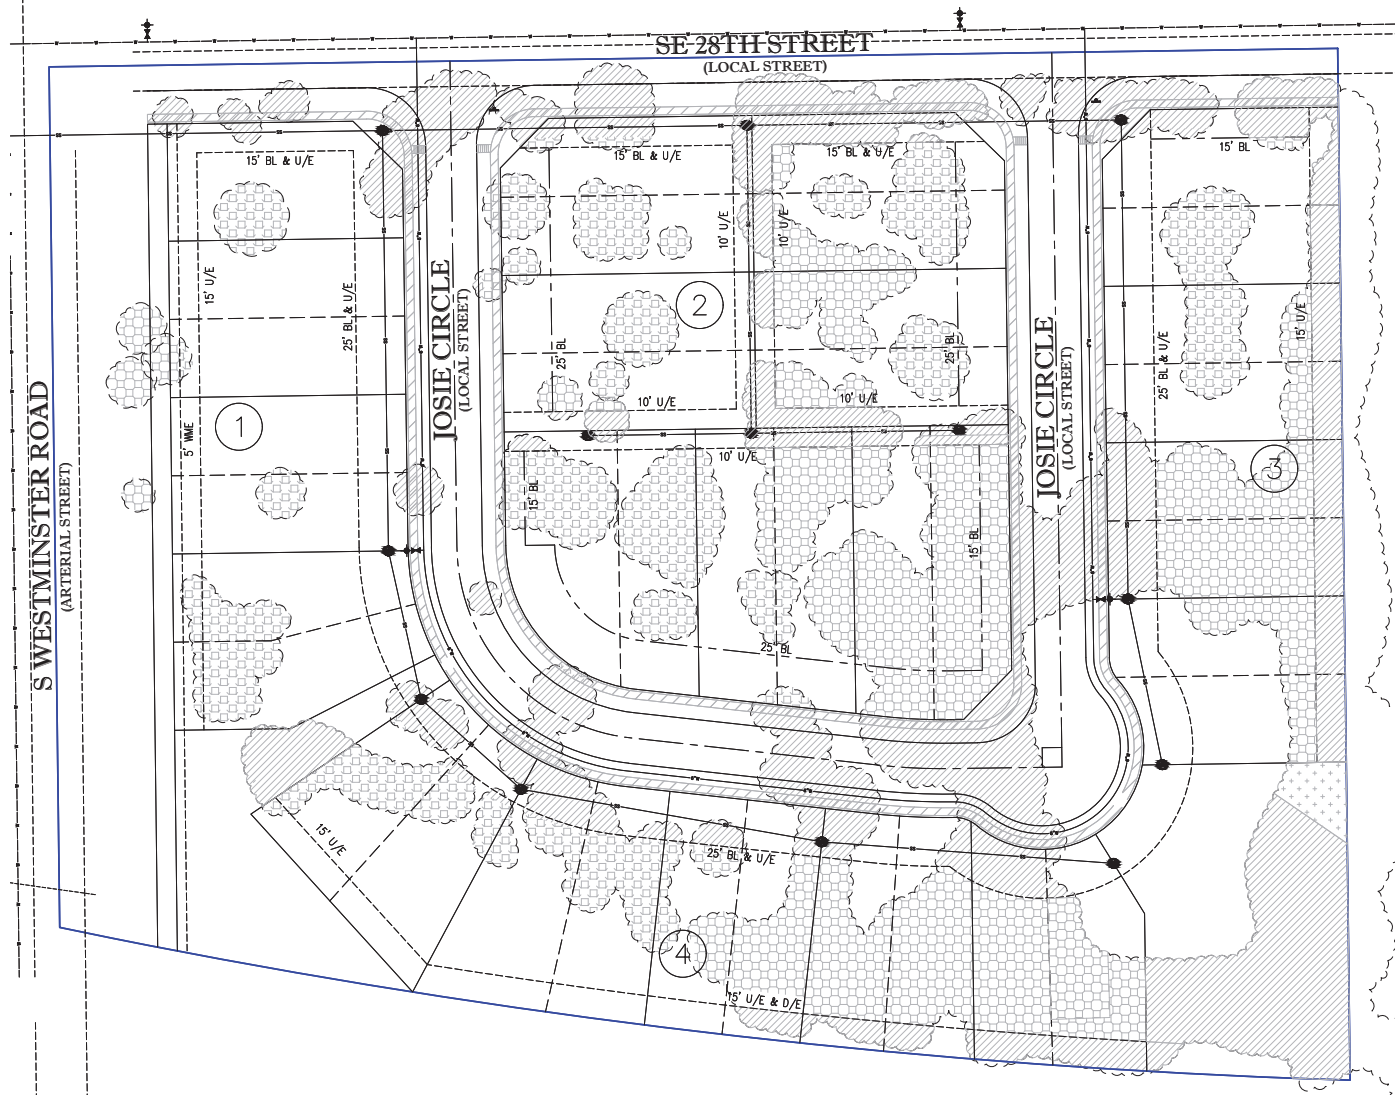 SE 28TH STREET
(LOCAL STREET)
15' BL & U/E
15' BL & U/E
15' BL & U/E
15' BL
10' U/E
10' U/E
15' U/E
25' BL & U/E
JOSIE CIRCLE
(LOCAL STREET)
2
25' BL
25' BL
JOSIE CIRCLE
(LOCAL STREET)
25' BL & U/E
15' U/E
10' U/E
10' U/E
1
5' WME
10' U/E
3
S WESTMINSTER ROAD
(ARTERIAL STREET)
15' BL
15' BL
25' BL
15' U/E
25' BL & U/E
4
15' U/E & D/E